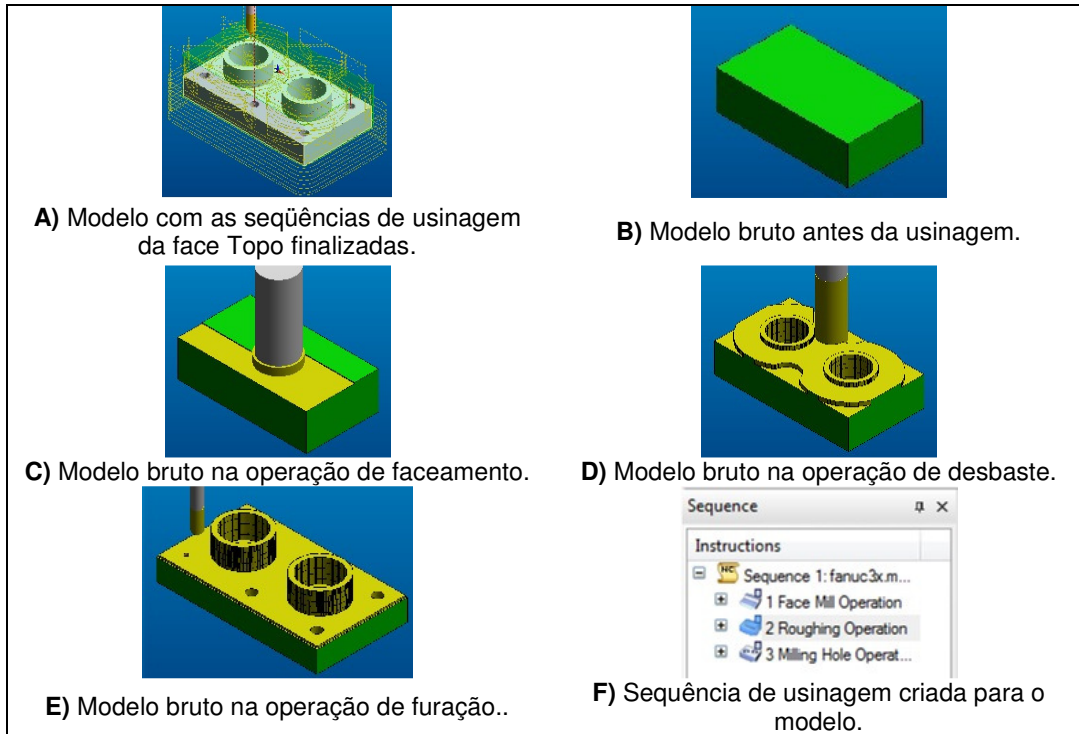 A) Modelo com as seqüências de usinagem
da face Topo finalizadas.
B) Modelo bruto antes da usinagem.
C) Modelo bruto na operação de faceamento.
D) Modelo bruto na operação de desbaste.
E) Modelo bruto na operação de furação..
Sequence
Instructions
NC
Sequence 1: fanuc3x.m...
1 Face Mill Operation
2 Roughing Operation
3 Milling Hole Operat...
F) Sequência de usinagem criada para o
modelo.